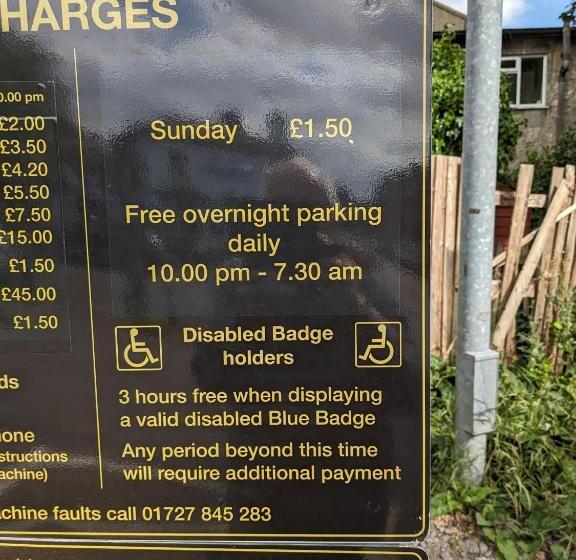 HARGES
0.00 pm
£2.00
£3.50
£4.20
£5.50
£7.50
£15.00
£1.50
£45.00
£1.50
ds
one
structions
achine)
Sunday £1.50
Free overnight parking
daily
10.00 pm - 7.30 am
Disabled Badge
holders
3 hours free when displaying
a valid disabled Blue Badge
Any period beyond this time
will require additional payment
achine faults call 01727 845 283